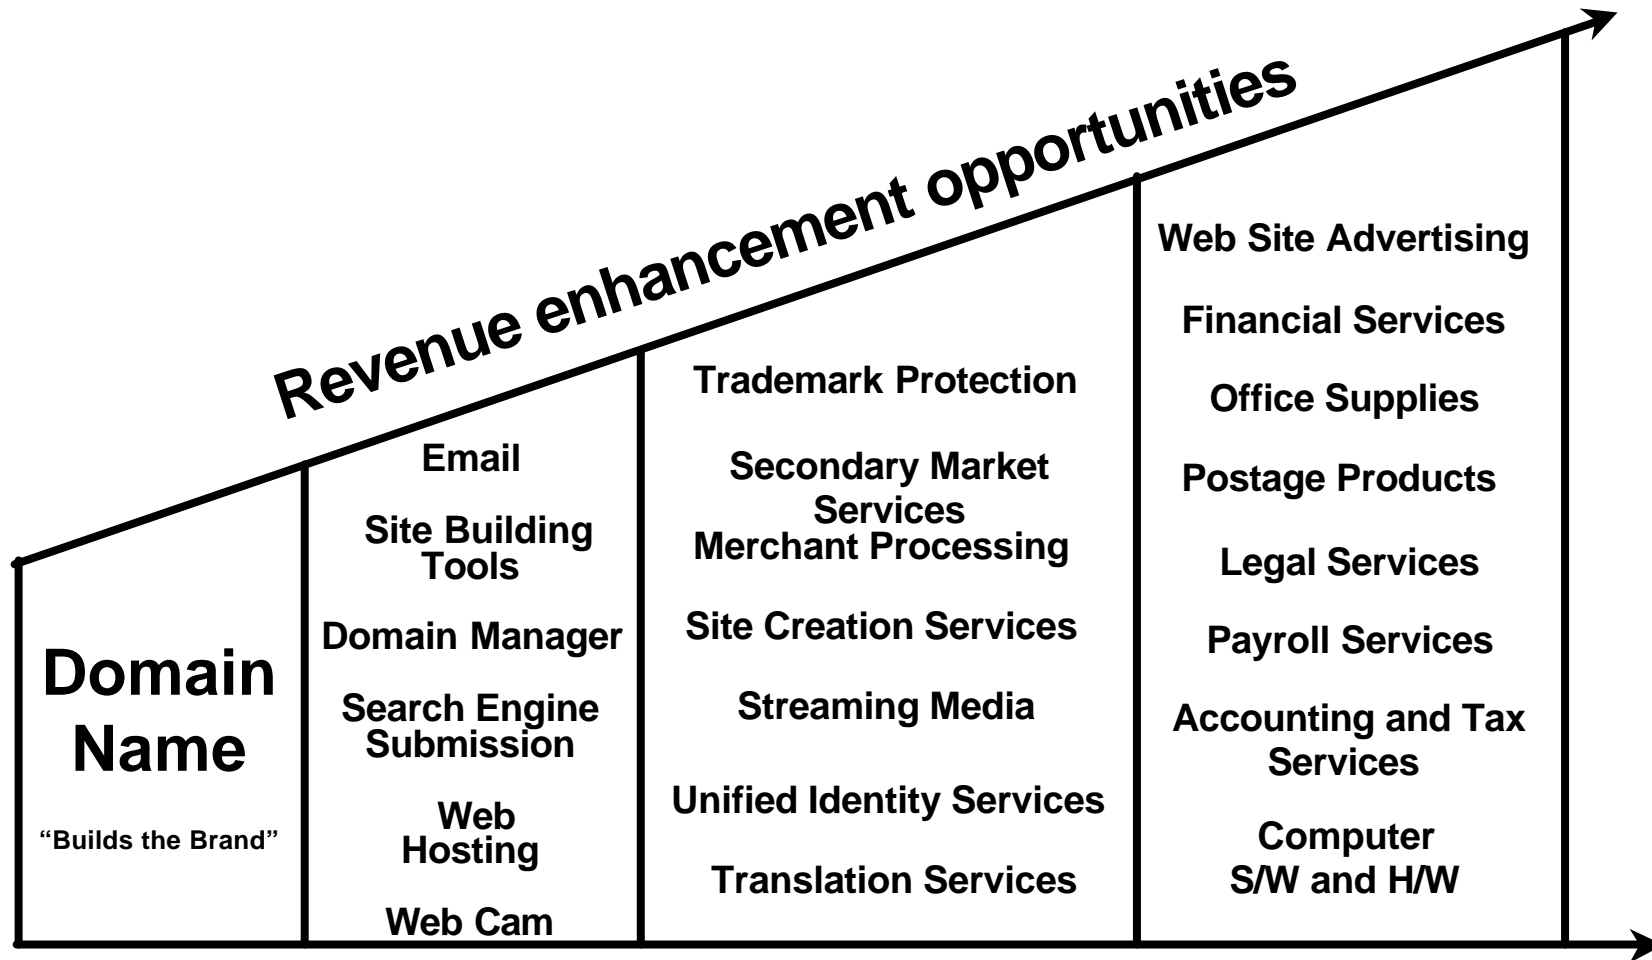 Revenue enhancement opportunities
Domain
Name
“Builds the Brand”
Email
Site Building
Tools
Domain Manager
Search Engine
Submission
Web
Hosting
Web Cam
Trademark Protection
Secondary Market
Services
Merchant Processing
Site Creation Services
Streaming Media
Unified Identity Services
Translation Services
Web Site Advertising
Financial Services
Office Supplies
Postage Products
Legal Services
Payroll Services
Accounting and Tax
Services
Computer
S/W and H/W